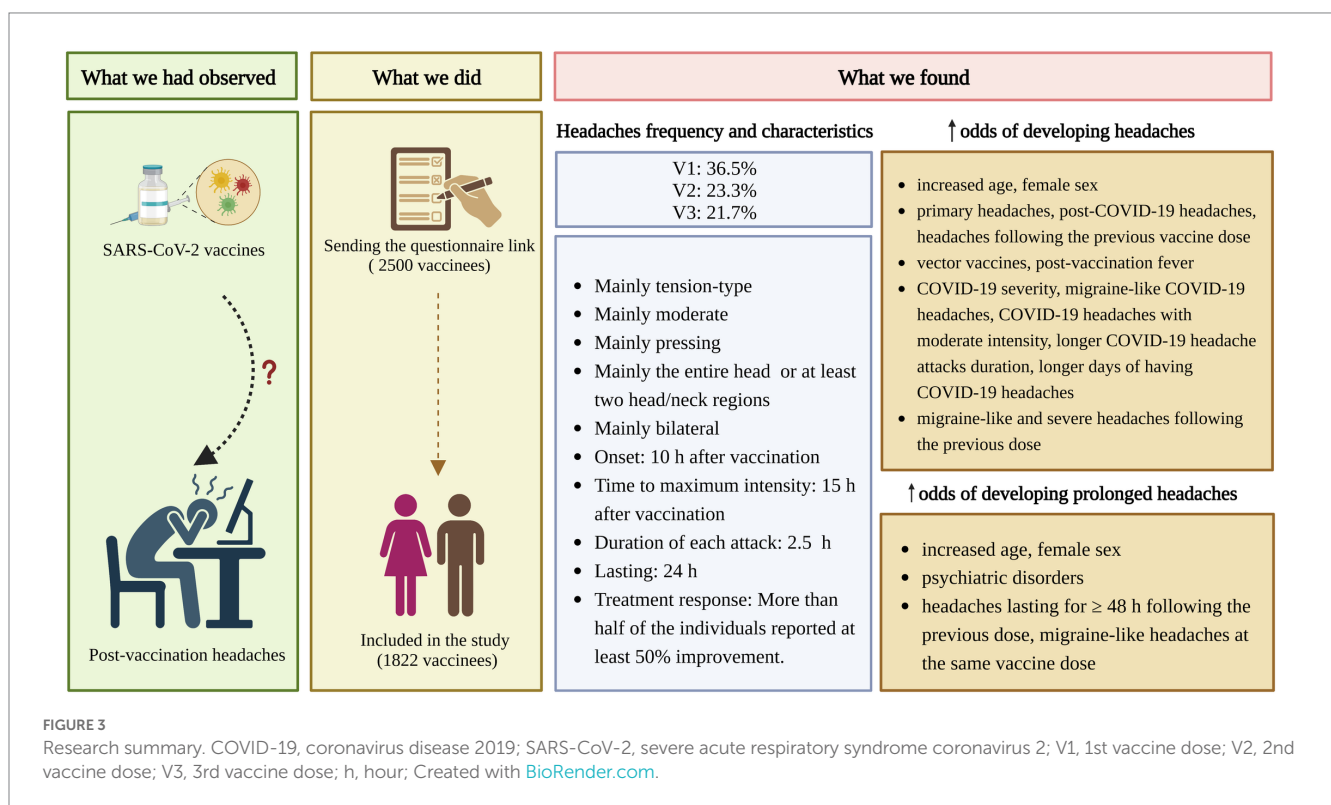 What we had observed
SARS-CoV-2 vaccines
?
Post-vaccination headaches
What we did
Sending the questionnaire link
( 2500 vaccinees)
Included in the study
(1822 vaccinees)
What we found
Headaches frequency and characteristics
V1: 36.5%
V2: 23.3%
V3: 21.7%
• Mainly tension-type
• Mainly moderate
• Mainly pressing
• Mainly the entire head or at least
two head/neck regions
• Mainly bilateral
• Onset: 10 h after vaccination
• Time to maximum intensity: 15 h
after vaccination
• Duration of each attack: 2.5 h
• Lasting: 24 h
• Treatment response: More than
half of the individuals reported at
least 50% improvement.
↑ odds of developing headaches
• increased age, female sex
• primary headaches, post-COVID-19 headaches,
headaches following the previous vaccine dose
• vector vaccines, post-vaccination fever
• COVID-19 severity, migraine-like COVID-19
headaches, COVID-19 headaches with
moderate intensity, longer COVID-19 headache
attacks duration, longer days of having
COVID-19 headaches
• migraine-like and severe headaches following
the previous dose
↑ odds of developing prolonged headaches
• increased age, female sex
• psychiatric disorders
• headaches lasting for ≥ 48 h following the
previous dose, migraine-like headaches at
the same vaccine dose
FIGURE 3
Research summary. COVID-19, coronavirus disease 2019; SARS-CoV-2, severe acute respiratory syndrome coronavirus 2; V1, 1st vaccine dose; V2, 2nd
vaccine dose; V3, 3rd vaccine dose; h, hour; Created with BioRender.com.